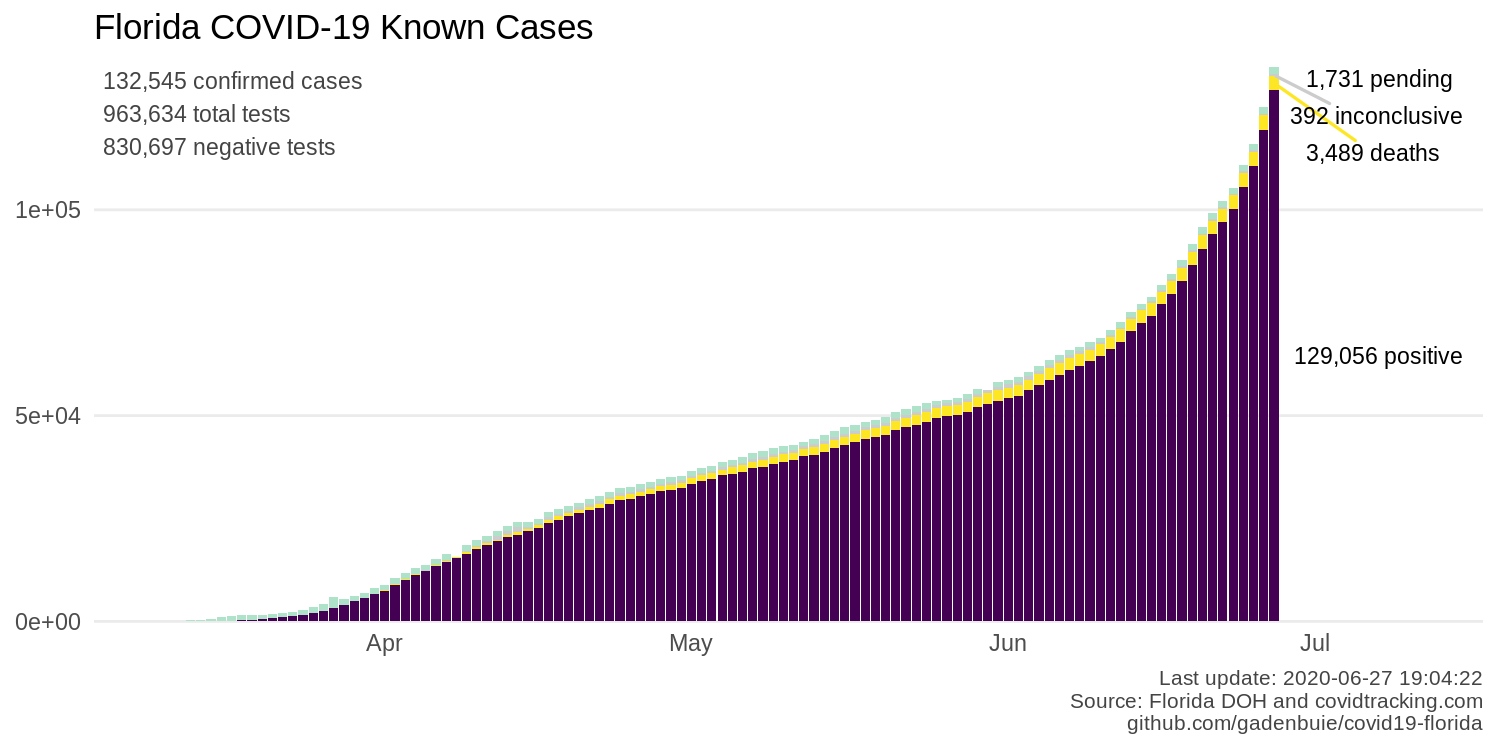 Florida COVID-19 Known Cases
132,545 confirmed cases
963,634 total tests
830,697 negative tests
1,731 pending
392 inconclusive
3,489 deaths
129,056 positive
1e+05
5e+04
0e+00
Apr
May
Jun
Jul
Last update: 2020-06-27 19:04:22
Source: Florida DOH and covidtracking.com
github.com/gadenbuie/covid19-florida